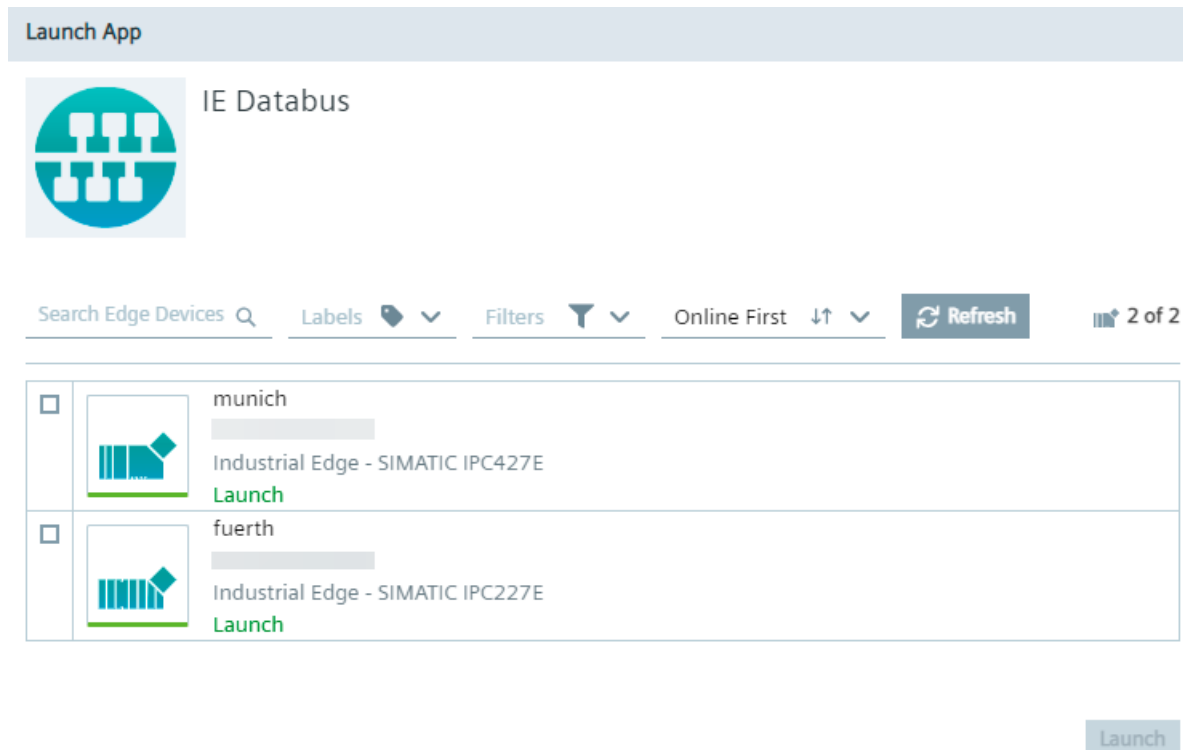 Launch App
IE Databus
Search Edge Devices Labels Filters Online First Refresh 2 of 2
munich
Industrial Edge - SIMATIC IPC427E
Launch
fuerth
Industrial Edge - SIMATIC IPC227E
Launch
Launch